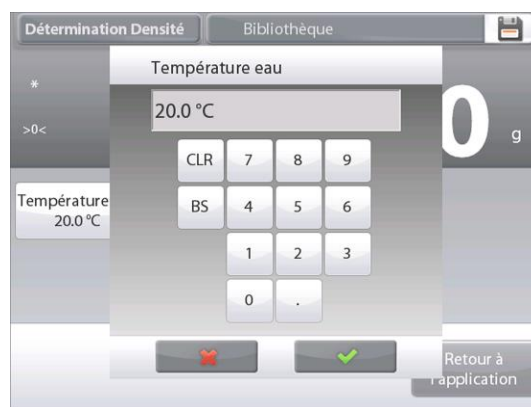 Détermination Densité
Bibliothèque
Température eau
*
20.0 °C
0
>0<
g
CLR 7 8 9
Température
20.0 °C
BS 4 5 6
1 2 3
0 .
Retour à
l'application